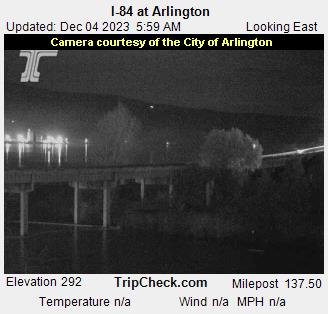 I-84 at Arlington
Updated: Dec 04 2023 5:59 AM Looking East
Camera courtesy of the City of Arlington
Elevation 292 TripCheck.com Milepost 137.50
Temperature n/a Wind n/a MPH n/a